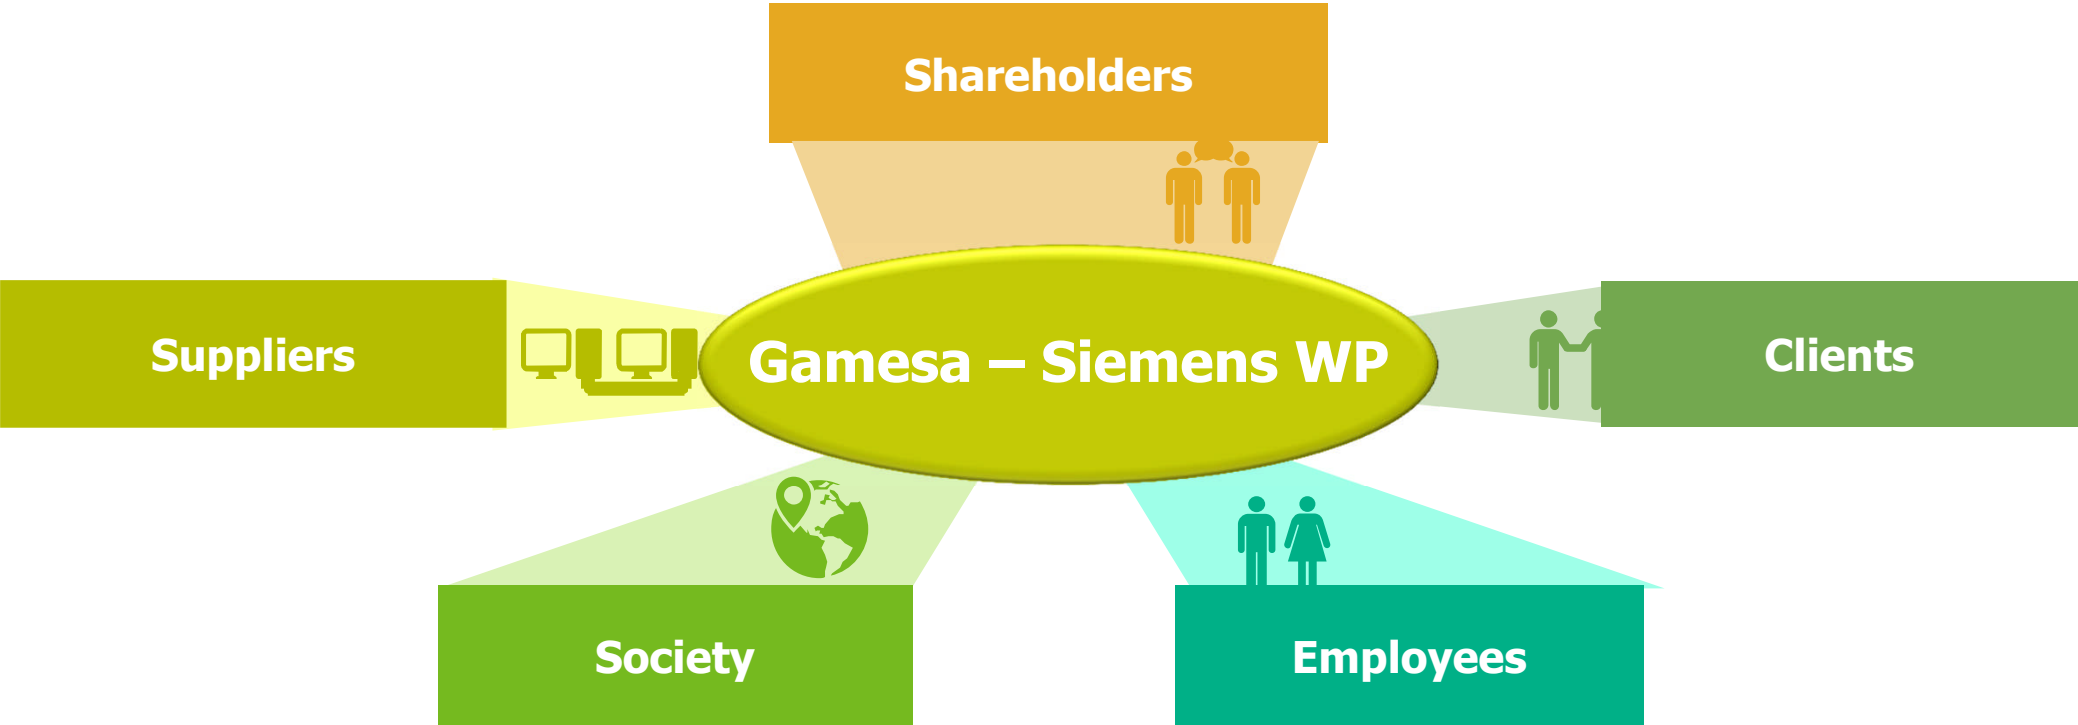 Shareholders
Suppliers
Gamesa – Siemens WP
Clients
Society
Employees